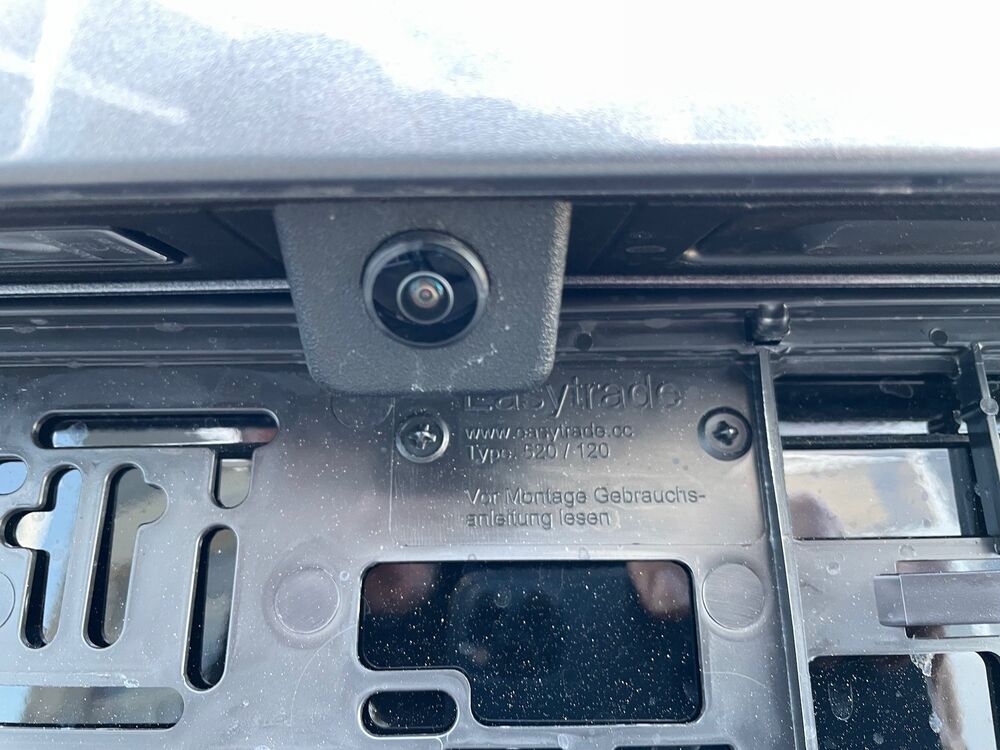 Easytrade
www.easytrade.cc
Type: 520 / 120
Vor Montage Gebrauchs-
anleitung lesen